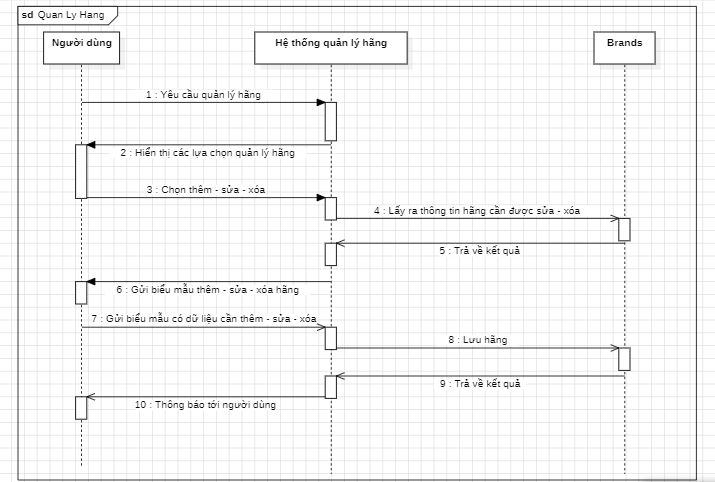 sd Quan Ly Hang
Người dùng
Hệ thống quản lý hãng
Brands
1 : Yêu cầu quản lý hãng
2 : Hiển thị các lựa chọn quản lý hãng
3 : Chọn thêm - sửa - xóa
4 : Lấy ra thông tin hãng cần được sửa - xóa
5 : Trả về kết quả
6 : Gửi biểu mẫu thêm - sửa - xóa hãng
7 : Gửi biểu mẫu có dữ liệu cần thêm - sửa - xóa
8 : Lưu hãng
9 : Trả về kết quả
10 : Thông báo tới người dùng